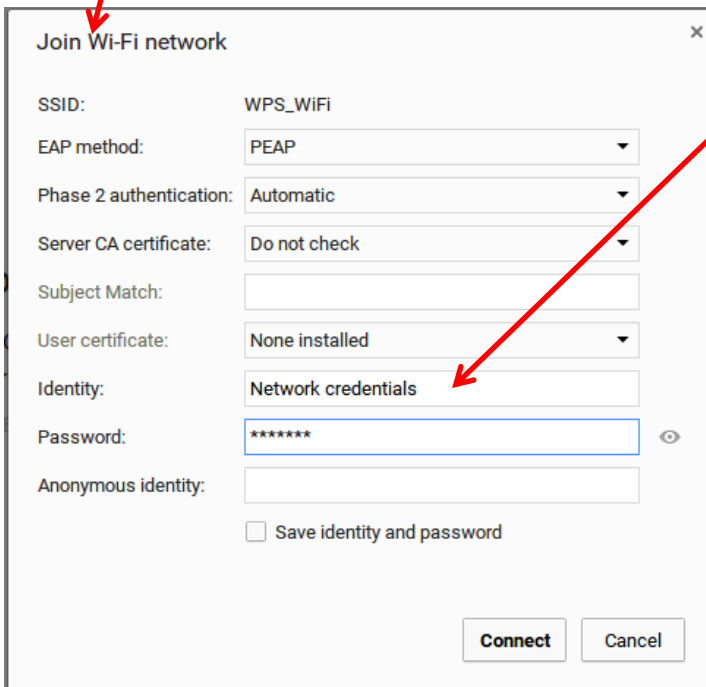 Join Wi-Fi network
SSID: WPS_WiFi
EAP method: PEAP
Phase 2 authentication: Automatic
Server CA certificate: Do not check
Subject Match:
User certificate: None installed
Identity: Network credentials
Password: *******
Anonymous identity:
Save identity and password
Connect Cancel